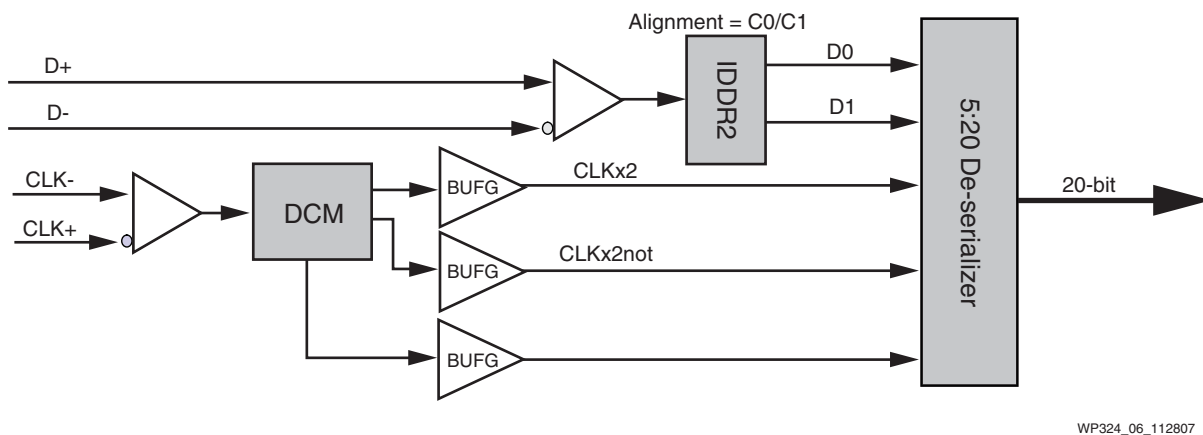 Alignment = C0/C1
D+
D-
IDDR2
D0
D1
CLK-
CLK+
DCM
BUFG
CLKx2
BUFG
CLKx2not
BUFG
5:20 De-serializer
20-bit
WP324_06_112807